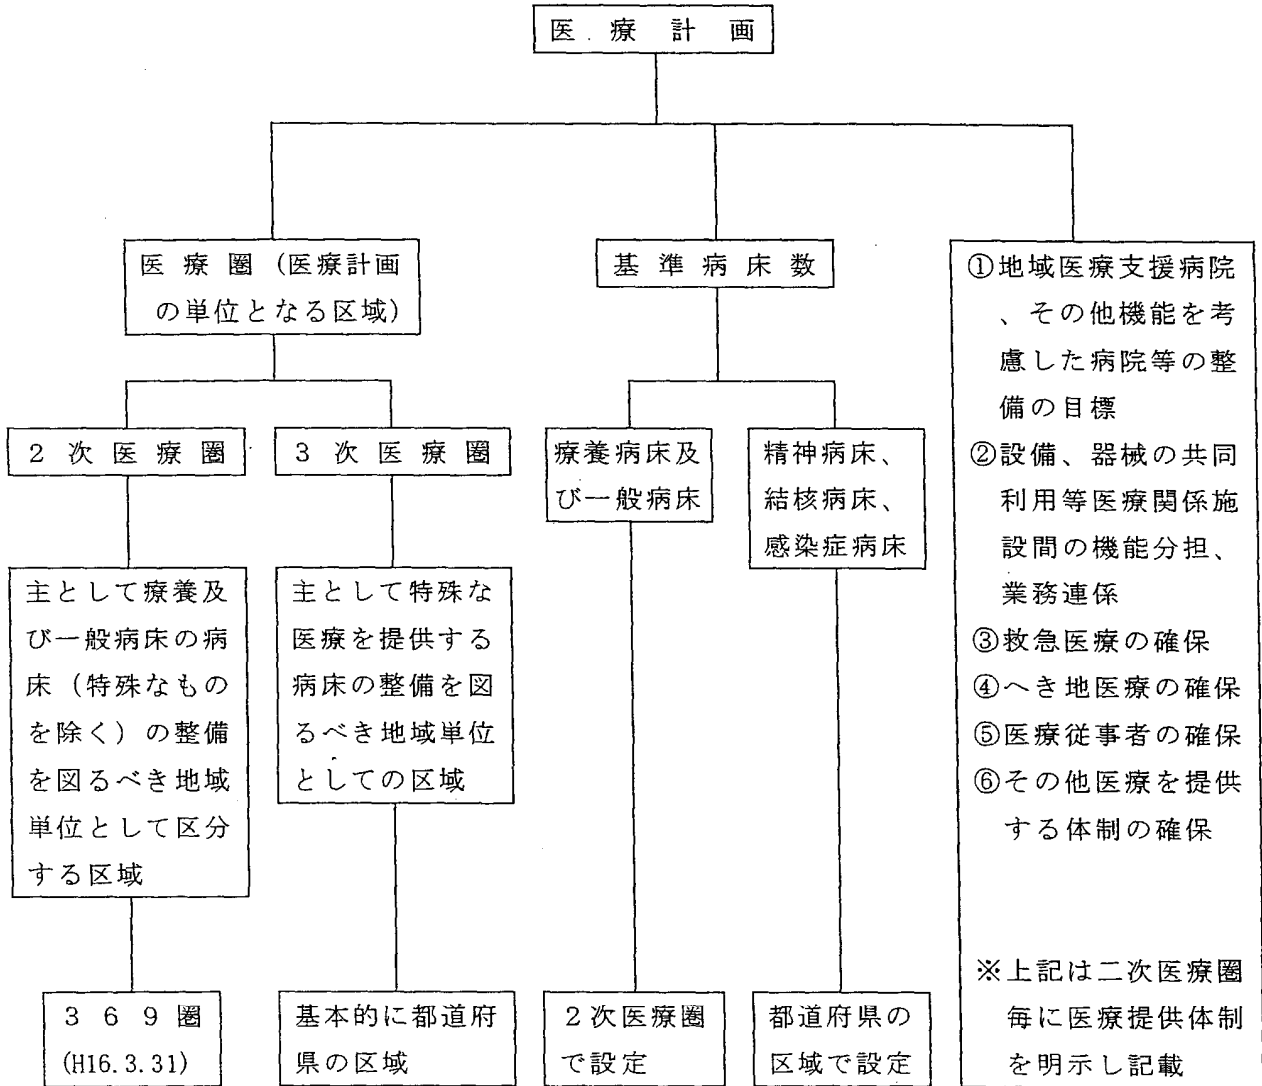 医療計画
医療圏(医療計画
の単位となる区域)
2次医療圏
主として療養及
び一般病床の病
床(特殊なもの
を除く)の整備
を図るべき地域
単位として区分
する区域
369圏
(H16.3.31)
3次医療圏
主として特殊な
医療を提供する
病床の整備を図
るべき地域単位
としての区域
基本的に都道府
県の区域
基準病床数
療養病床及
び一般病床
2次医療圏
で設定
精神病床、
結核病床、
感染症病床
都道府県の
区域で設定
①地域医療支援病院
、その他機能を考
慮した病院等の整
備の目標
②設備、器械の共同
利用等医療関係施
設間の機能分担、
業務連係
③救急医療の確保
④へき地医療の確保
⑤医療従事者の確保
⑥その他医療を提供
する体制の確保
※上記は二次医療圏
毎に医療提供体制
を明示し記載